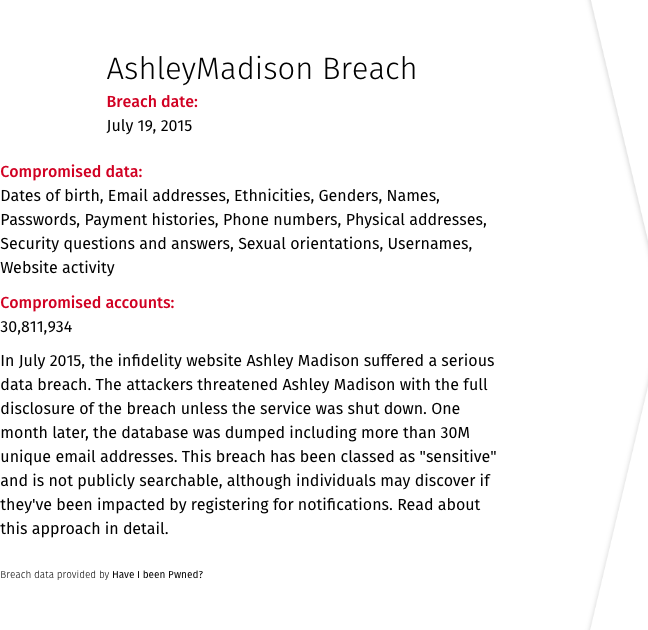 AshleyMadison Breach
Breach date:
July 19, 2015
Compromised data:
Dates of birth, Email addresses, Ethnicities, Genders, Names,
Passwords, Payment histories, Phone numbers, Physical addresses,
Security questions and answers, Sexual orientations, Usernames,
Website activity
Compromised accounts:
30,811,934
In July 2015, the infidelity website Ashley Madison suffered a serious
data breach. The attackers threatened Ashley Madison with the full
disclosure of the breach unless the service was shut down. One
month later, the database was dumped including more than 30M
unique email addresses. This breach has been classed as "sensitive"
and is not publicly searchable, although individuals may discover if
they've been impacted by registering for notifications. Read about
this approach in detail.
Breach data provided by Have I been Pwned?